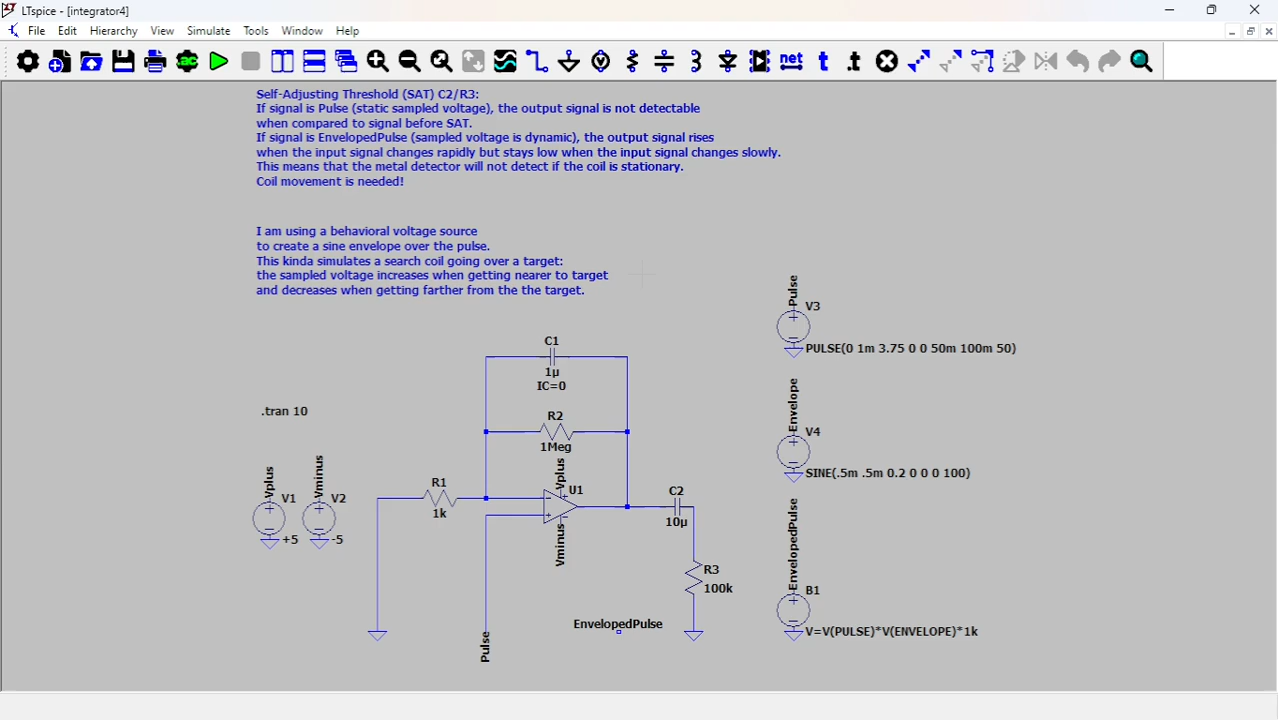 LTspice - [integrator4]
File Edit Hierarchy View Simulate Tools Window Help
.ac net t .t
Self-Adjusting Threshold (SAT) C2/R3:
If signal is Pulse (static sampled voltage), the output signal is not detectable
when compared to signal before SAT.
If signal is EnvelopedPulse (sampled voltage is dynamic), the output signal rises
when the input signal changes rapidly but stays low when the input signal changes slowly.
This means that the metal detector will not detect if the coil is stationary.
Coil movement is needed!
I am using a behavioral voltage source
to create a sine envelope over the pulse.
This kinda simulates a search coil going over a target:
the sampled voltage increases when getting nearer to target
and decreases when getting farther from the the target.
Pulse
V3
PULSE(0 1m 3.75 0 0 50m 100m 50)
C1
1µ
IC=0
Envelope
V4
SINE(.5m .5m 0.2 0 0 0 100)
.tran 10
R2
1Meg
Vplus
V1
+5
Vminus
V2
-5
R1
1k
Vplus
U1
Vminus
C2
10µ
R3
100k
EnvelopedPulse
B1
V=V(PULSE)*V(ENVELOPE)*1k
EnvelopedPulse
Pulse